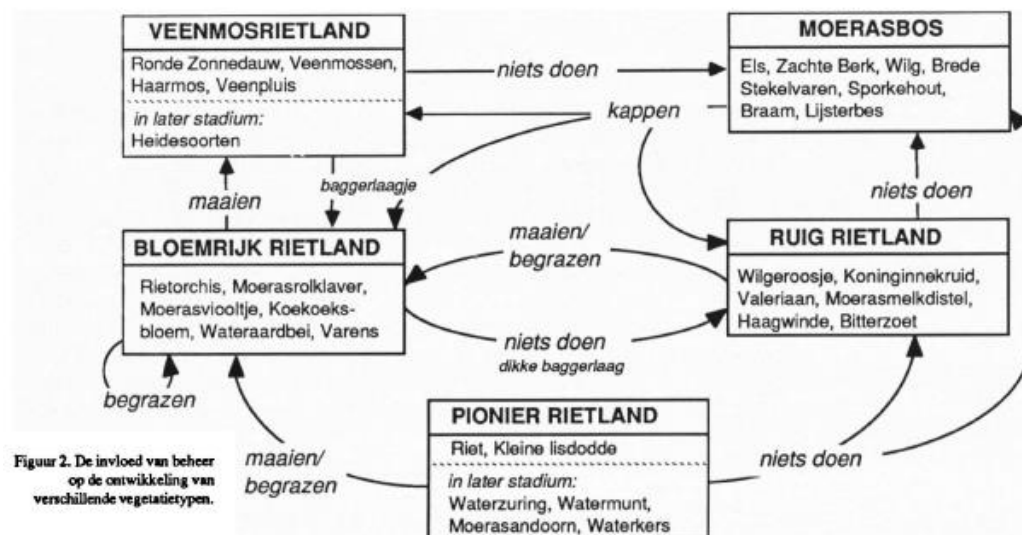 VEENMOSRIETLAND
Ronde Zonnedauw, Veenmossen,
Haarmos, Veenpluis
in later stadium:
Heidesoorten
niets doen
MOERASBOS
Els, Zachte Berk, Wilg, Brede
Stekelvaren, Sporkehout,
Braam, Lijsterbes
kappen
maaien
baggerlaagje
niets doen
BLOEMRIJK RIETLAND
Rietorchis, Moerasrolklaver,
Moerasviooltje, Koekoeks-
bloem, Wateraardbei, Varens
maaien/
begrazen
niets doen
dikke baggerlaag
RUIG RIETLAND
Wilgeroosje, Koninginnekruid,
Valeriaan, Moerasmelkdistel,
Haagwinde, Bitterzoet
begrazen
maaien/
begrazen
PIONIER RIETLAND
Riet, Kleine lisdodde
in later stadium:
Waterzuring, Watermunt,
Moerasandoorn, Waterkers
niets doen
Figuur 2. De invloed van beheer
op de ontwikkeling van
verschillende vegetatietypen.